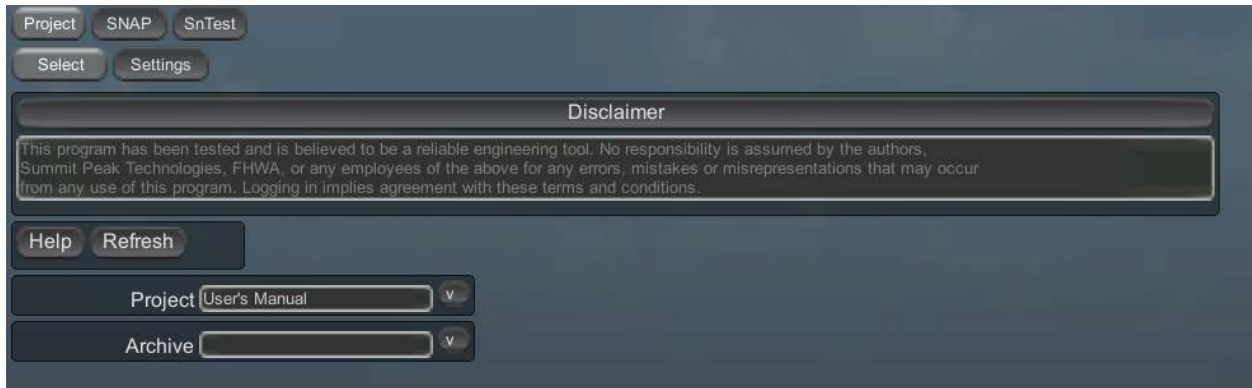 Project SNAP SnTest
Select Settings
Disclaimer
This program has been tested and is believed to be a reliable engineering tool. No responsibility is assumed by the authors,
Summit Peak Technologies, FHWA, or any employees of the above for any errors, mistakes or misrepresentations that may occur
from any use of this program. Logging in implies agreement with these terms and conditions.
Help Refresh
Project User's Manual v
Archive v